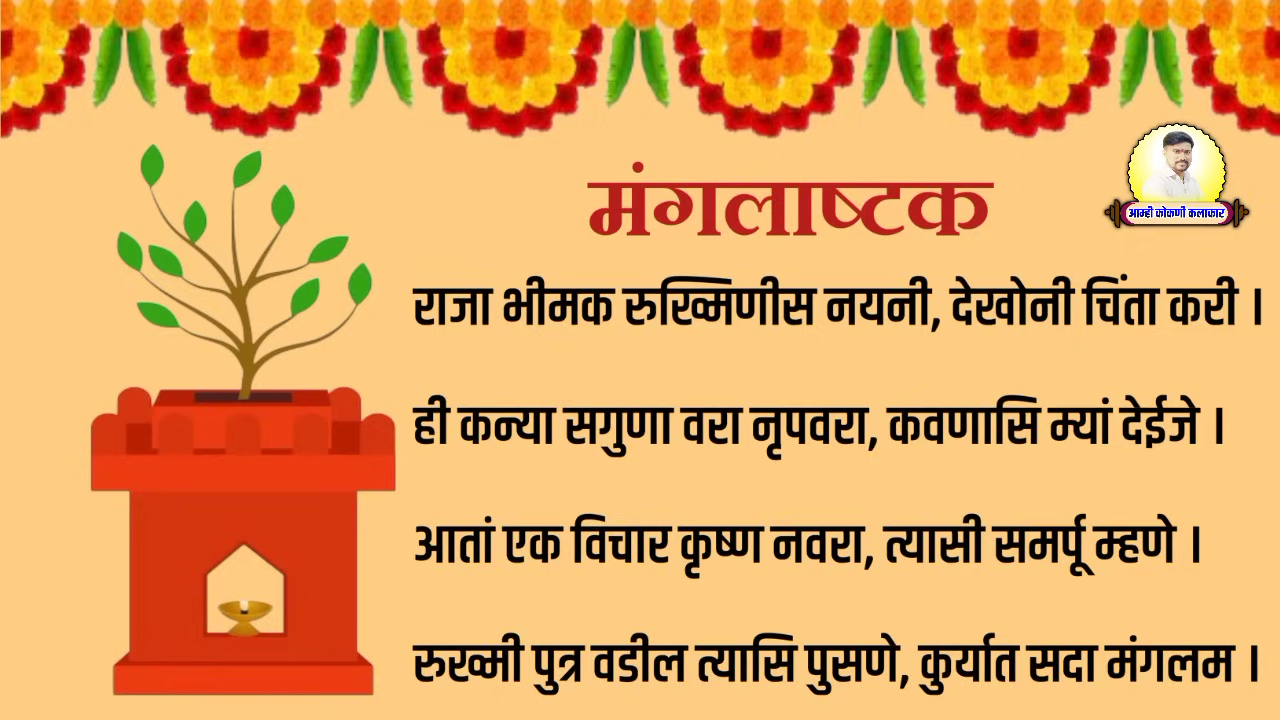 मंगलाष्टक
आम्ही कोकणी कलाकार
राजा भीमक रुख्मिणीस नयनी, देखोनी चिंता करी ।
ही कन्या सगुणा वरा नृपवरा, कवणासि म्यां देईजे ।
आतां एक विचार कृष्ण नवरा, त्यासी समर्पू म्हणे ।
रुख्मी पुत्र वडील त्यासि पुसणे, कुर्यात सदा मंगलम ।